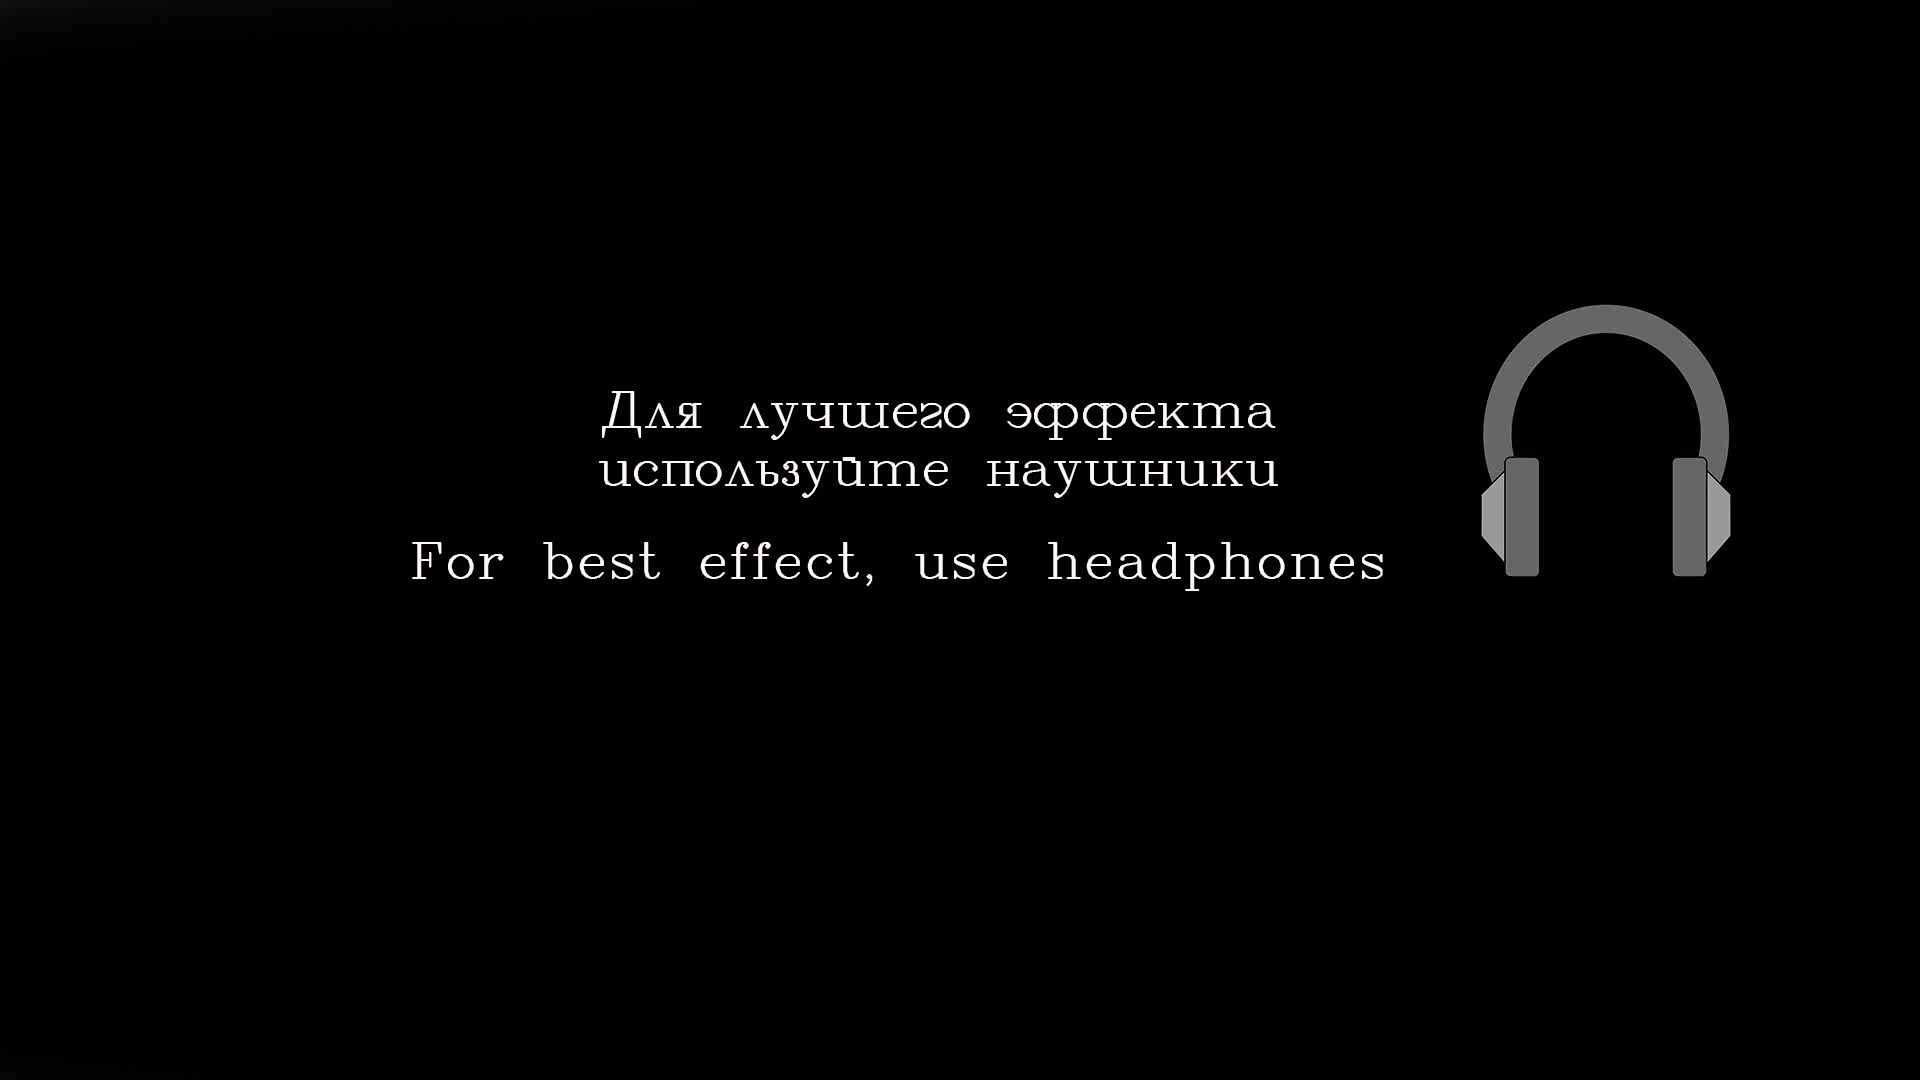 Для лучшего эффекта
используйте наушники
For best effect, use headphones